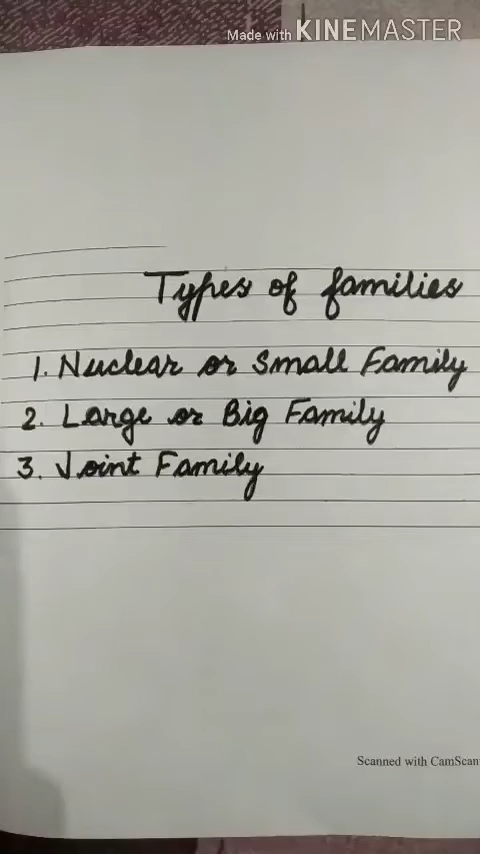 Made with KINEMASTER
Types of families
1. Nuclear or Small Family
2. Large or Big Family
3. Joint Family
Scanned with CamScan